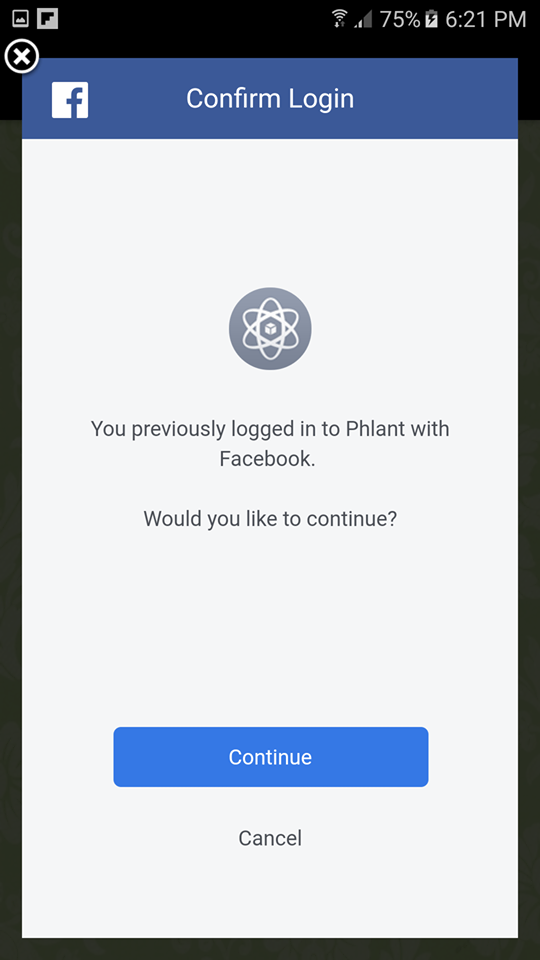 75% 6:21 PM
Confirm Login
You previously logged in to Phlant with
Facebook.
Would you like to continue?
Continue
Cancel